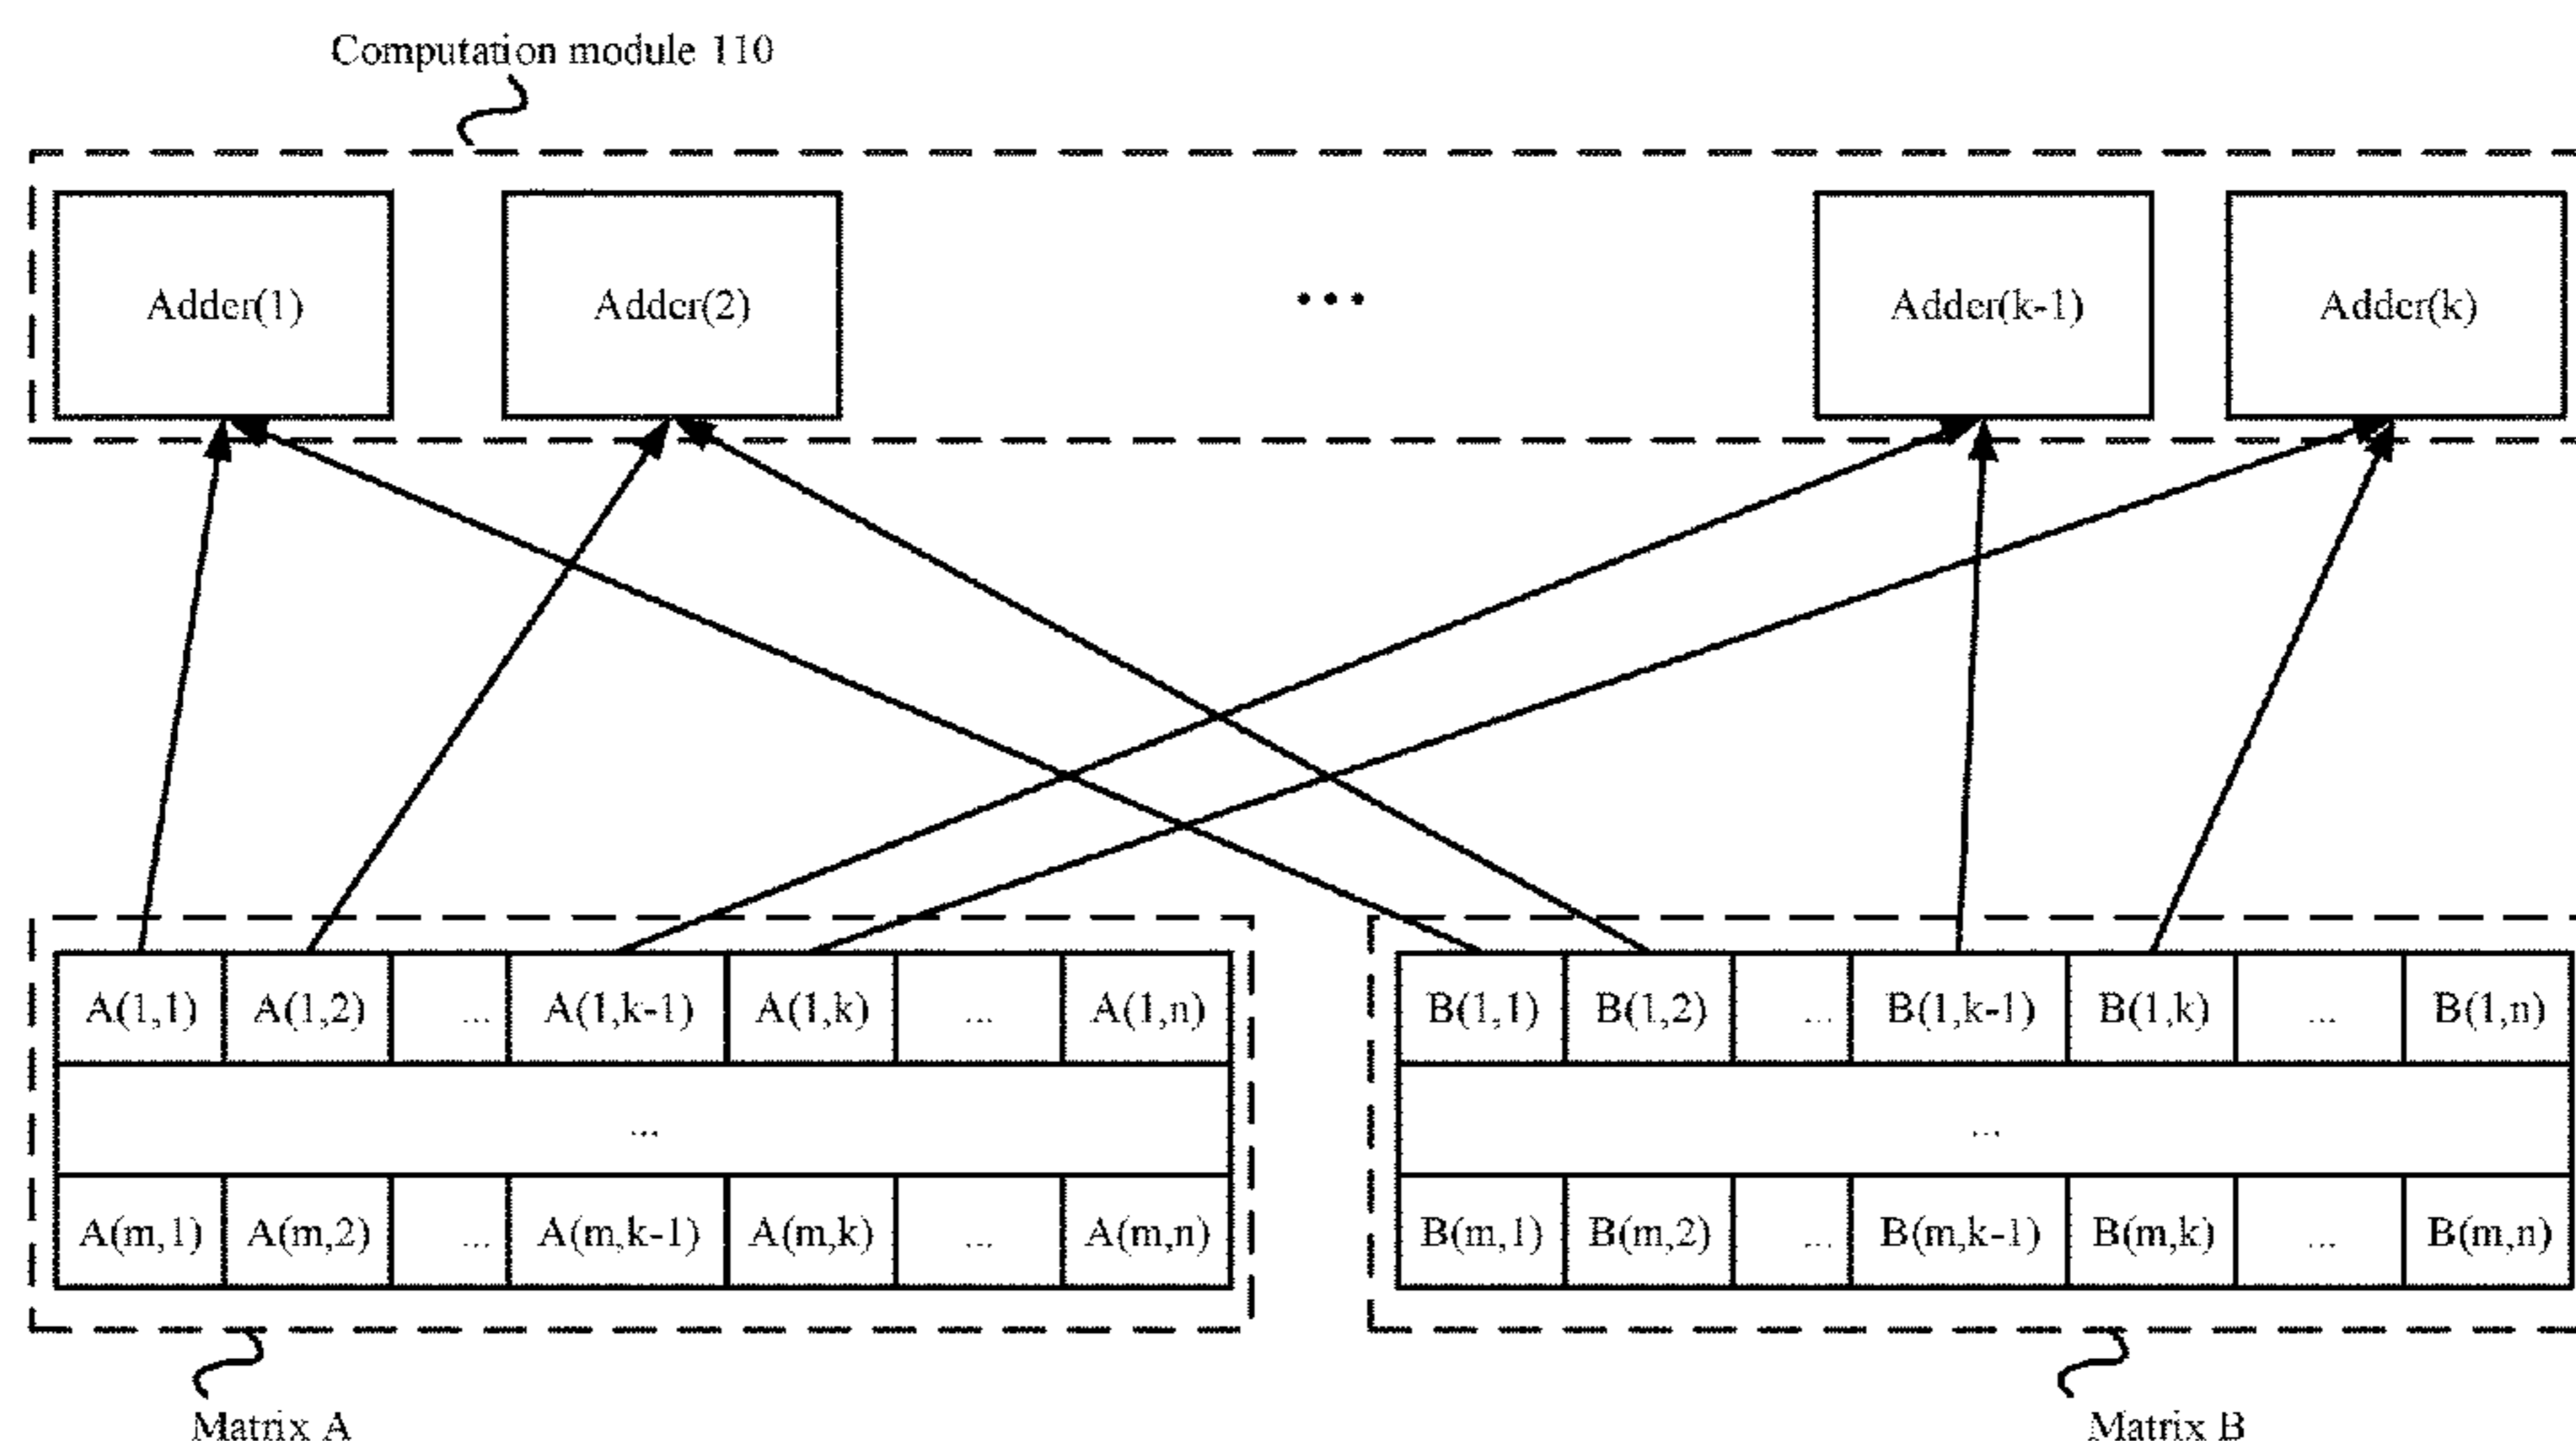 Computation module 110
Adder(1) Adder(2) ... Adder(k-1) Adder(k)
A(1,1) A(1,2) ... A(1,k-1) A(1,k) ... A(1,n) B(1,1) B(1,2) ... B(1,k-1) B(1,k) ... B(1,n)
... ...
A(m,1) A(m,2) ... A(m,k-1) A(m,k) ... A(m,n) B(m,1) B(m,2) ... B(m,k-1) B(m,k) ... B(m,n)
Matrix A Matrix B